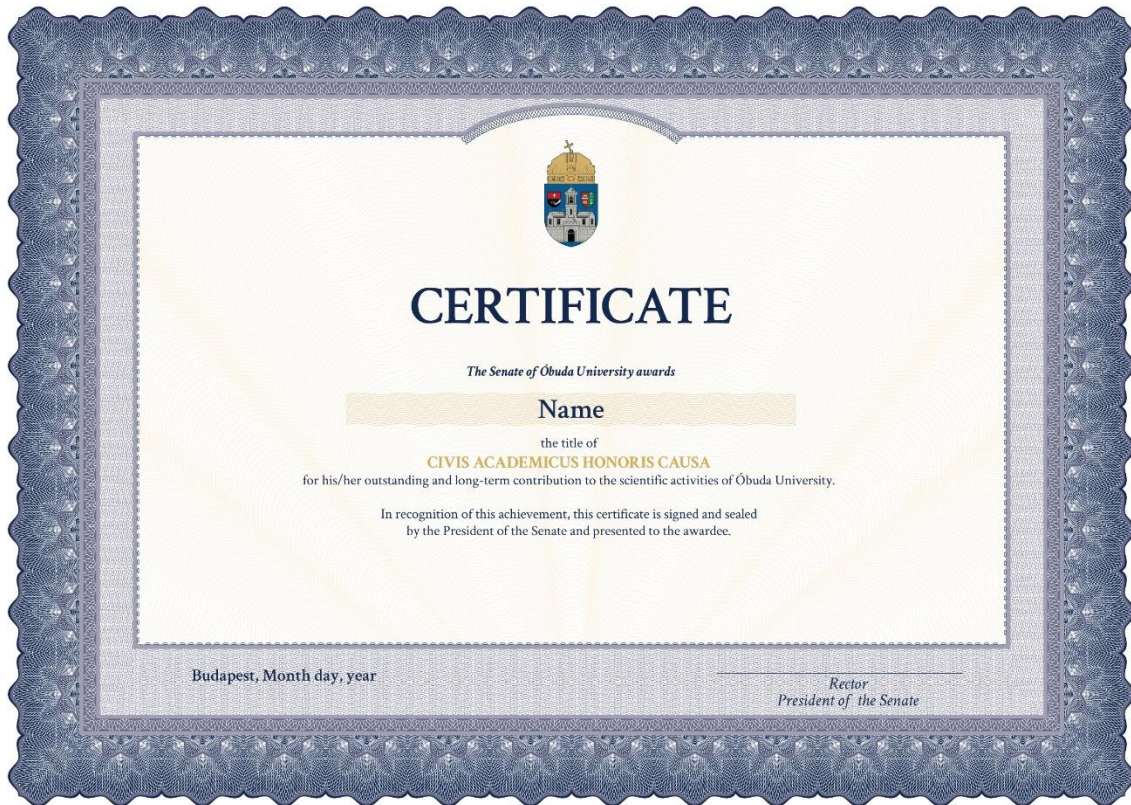 CERTIFICATE
The Senate of Óbuda University awards
Name
the title of
CIVIS ACADEMICUS HONORIS CAUSA
for his/her outstanding and long-term contribution to the scientific activities of Óbuda University.
In recognition of this achievement, this certificate is signed and sealed
by the President of the Senate and presented to the awardee.
Budapest, Month day, year
Rector
President of the Senate